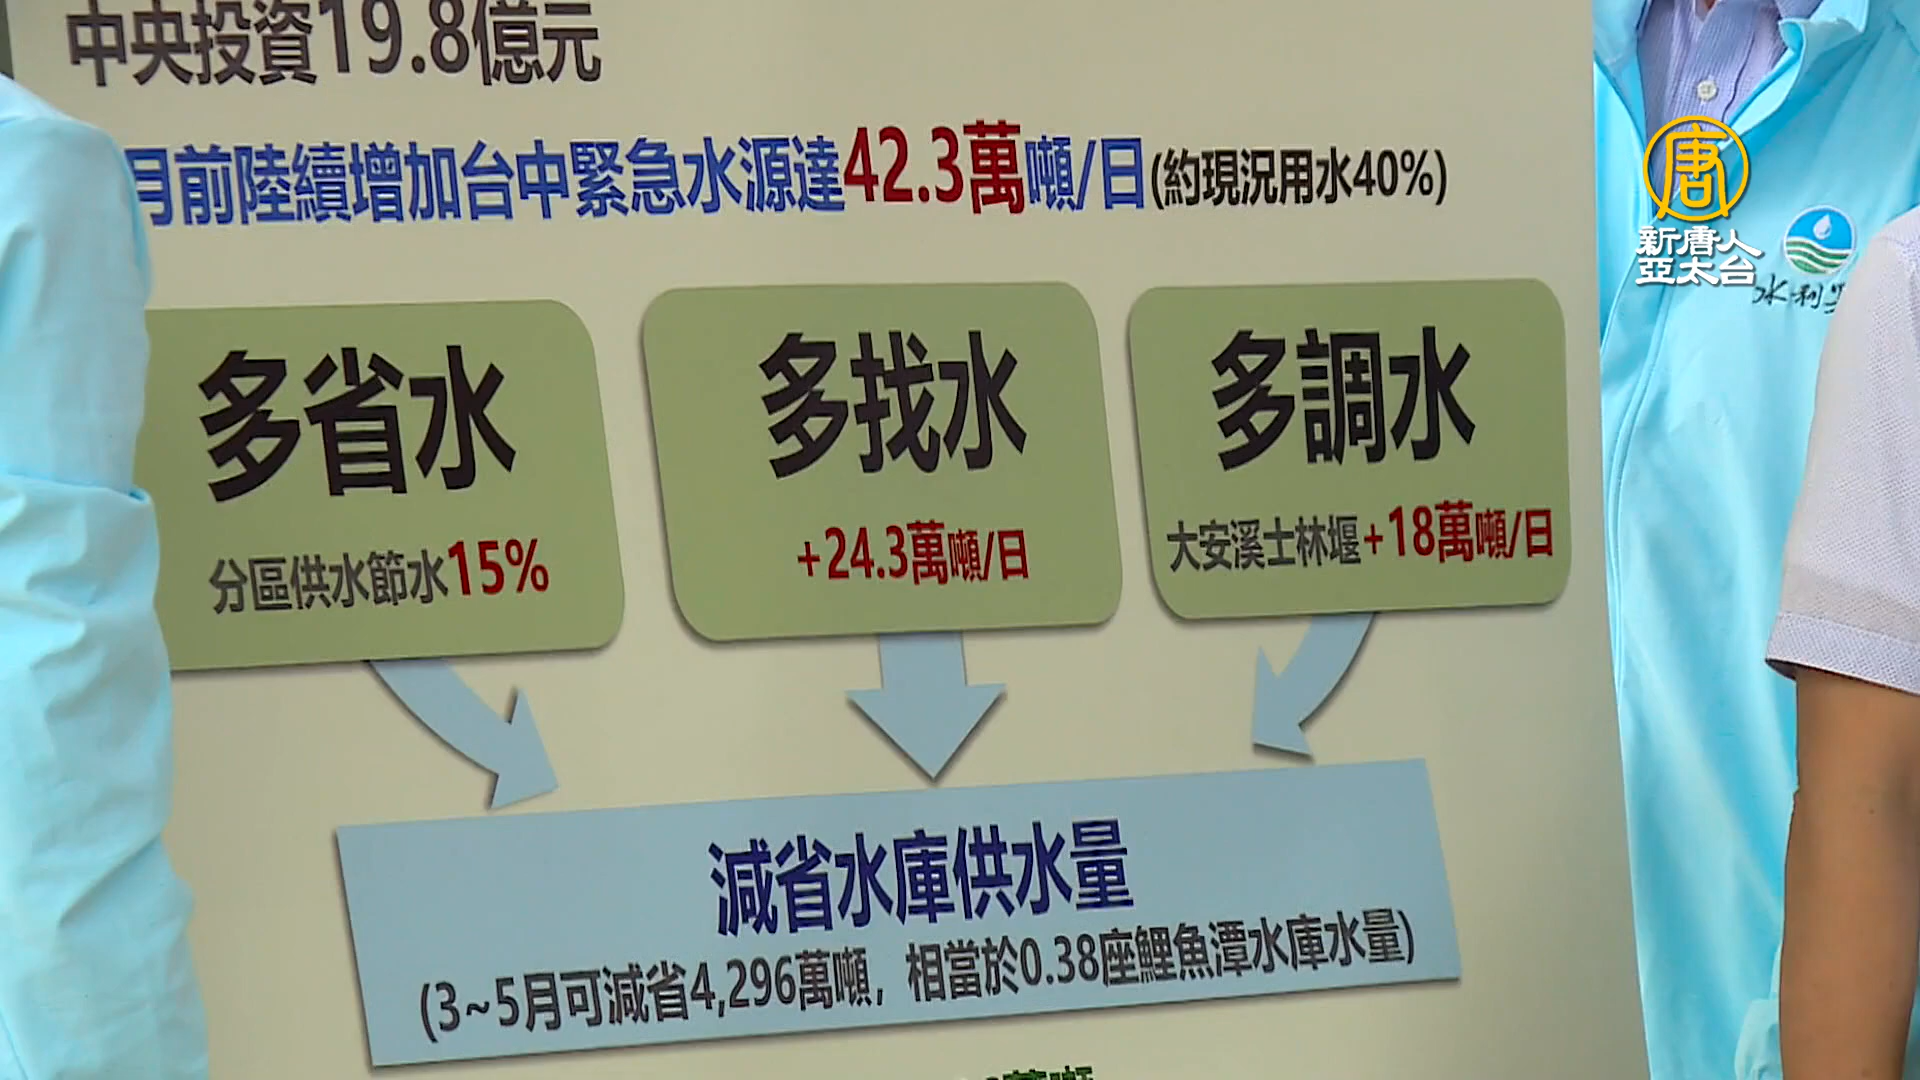 中央投資19.8億元
月前陸續增加台中緊急水源達42.3萬噸/日(約現況用水40%)
唐
新唐人
亞太台
水利
多省水
分區供水節水15%
多找水
+24.3萬噸/日
多調水
大安溪士林堰+18萬噸/日
減省水庫供水量
(3~5月可減省4,296萬噸，相當於0.38座鯉魚潭水庫水量)